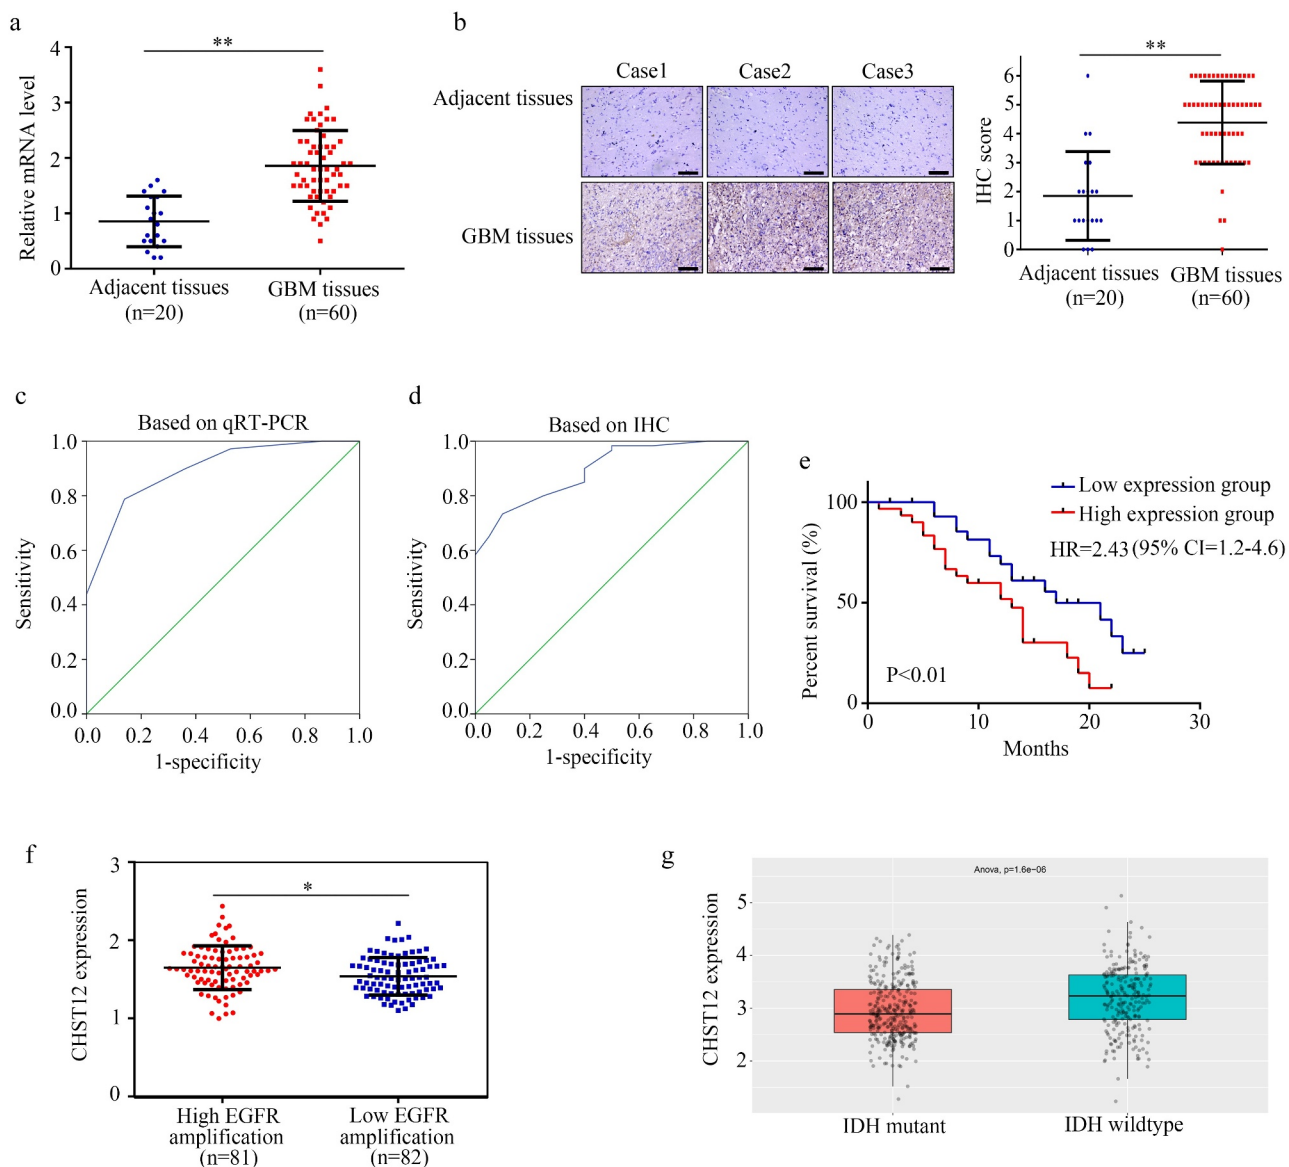 a
**
Relative mRNA level
4
3
2
1
0
Adjacent tissues
(n=20)
GBM tissues
(n=60)
b
Case1
Case2
Case3
Adjacent tissues
GBM tissues
**
IHC score
6
5
4
3
2
1
0
Adjacent tissues
(n=20)
GBM tissues
(n=60)
c
Based on qRT-PCR
Sensitivity
1.0
0.8
0.6
0.4
0.2
0.0
0.0 0.2 0.4 0.6 0.8 1.0
1-specificity
d
Based on IHC
Sensitivity
1.0
0.8
0.6
0.4
0.2
0.0
0.0 0.2 0.4 0.6 0.8 1.0
1-specificity
e
Low expression group
High expression group
HR=2.43 (95% CI=1.2-4.6)
Percent survival (%)
100
50
0
P<0.01
0 10 20 30
Months
f
*
CHST12 expression
3
2
1
0
High EGFR
amplification
(n=81)
Low EGFR
amplification
(n=82)
g
Anova, p=1.6e-06
CHST12 expression
5
4
3
2
IDH mutant
IDH wildtype